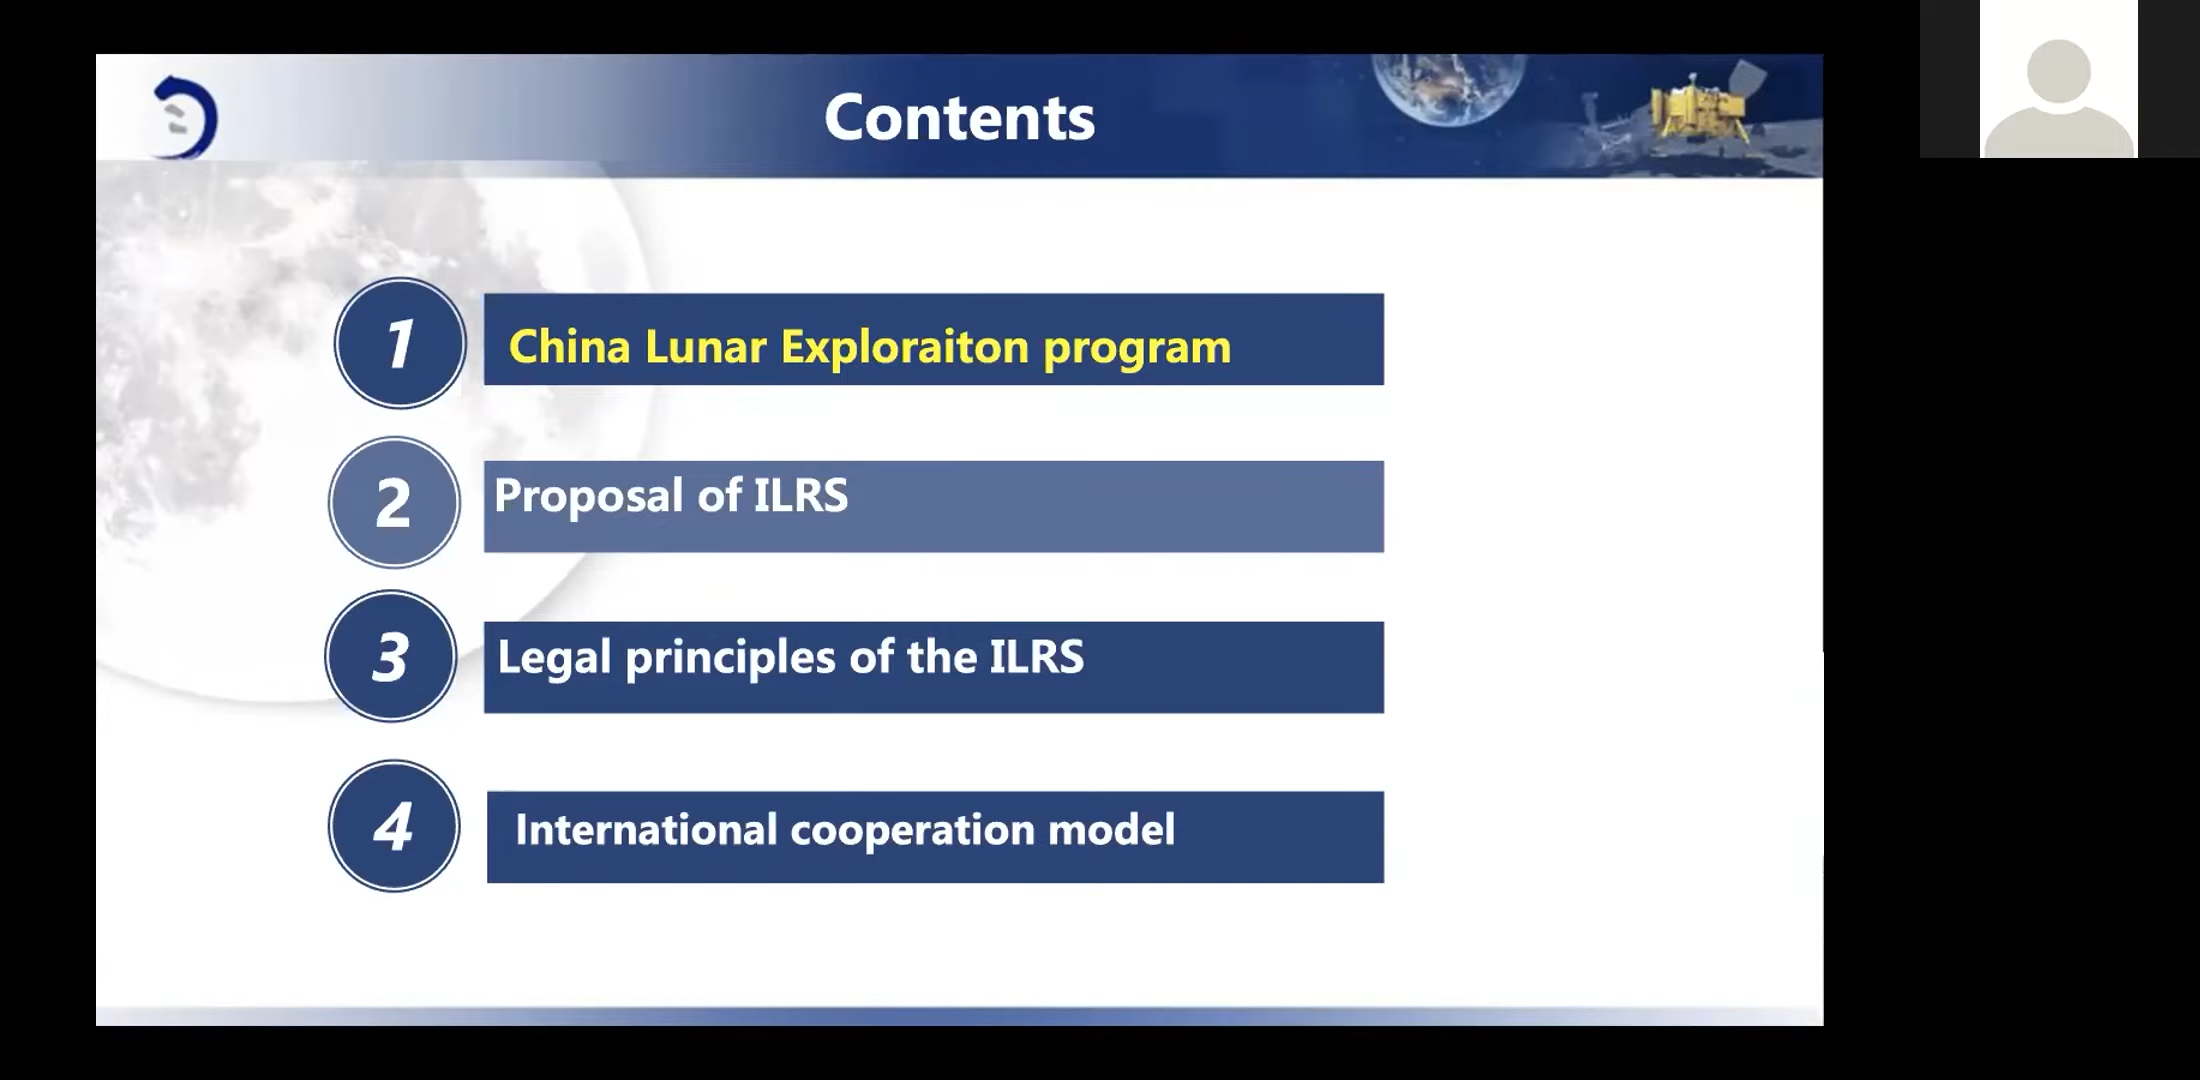 Contents
1 China Lunar Exploraiton program
2 Proposal of ILRS
3 Legal principles of the ILRS
4 International cooperation model